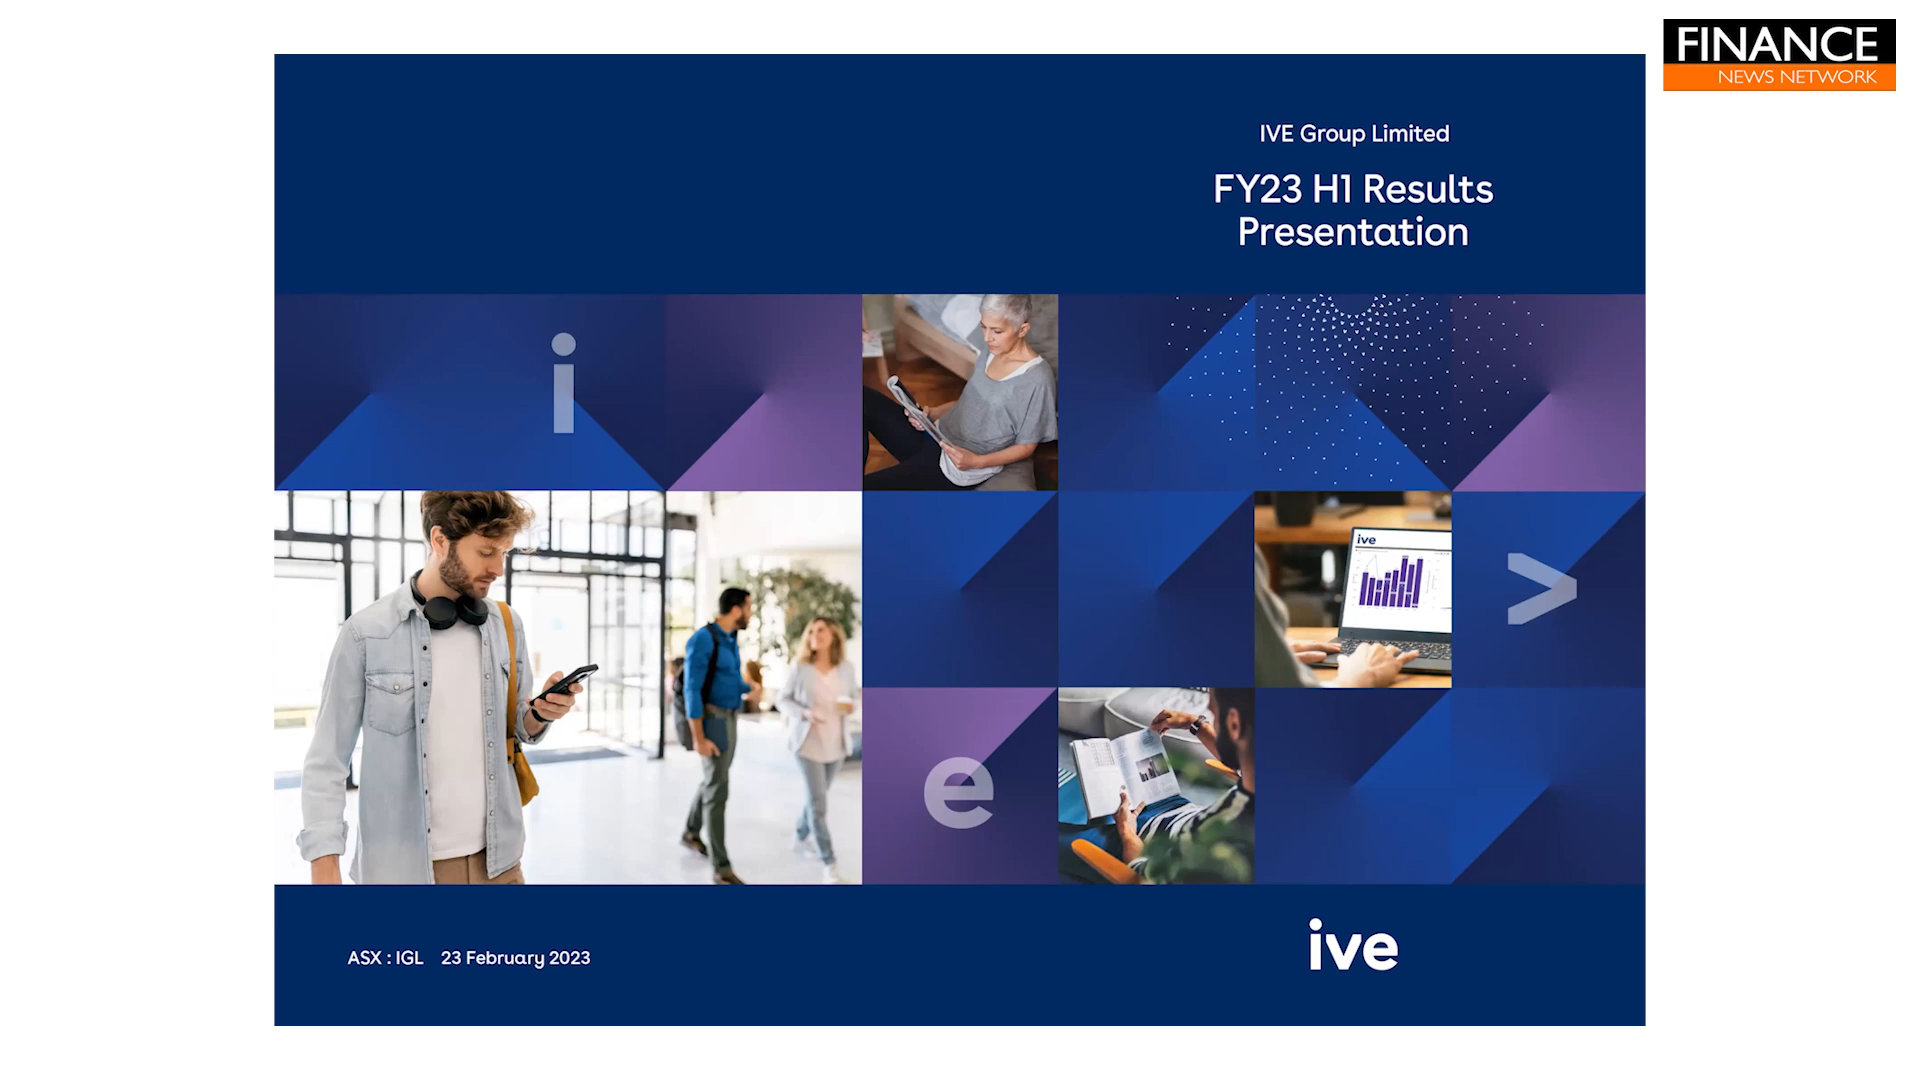 FINANCE
NEWS NETWORK
IVE Group Limited
FY23 H1 Results
Presentation
i
ive
>
e
ASX : IGL 23 February 2023
ive